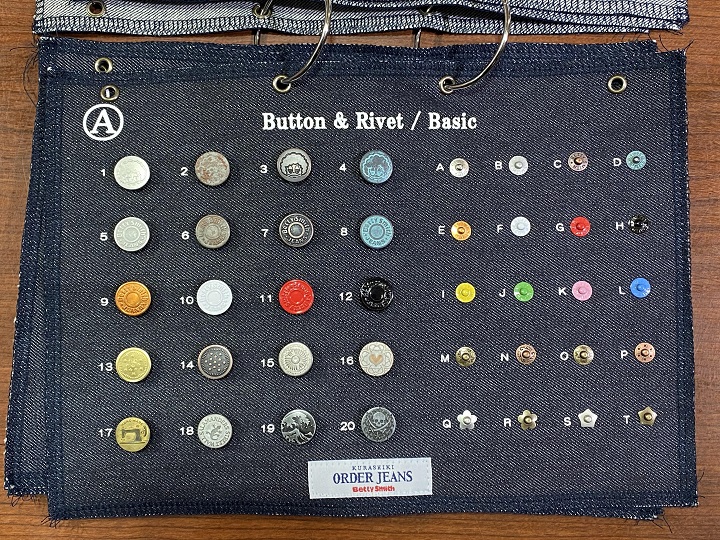 A
Button & Rivet / Basic
1 2 3 4 A B C D
5 6 7 8 E F G H
9 10 11 12 I J K L
13 14 15 16 M N O P
17 18 19 20 Q R S T
KURASHIKI
ORDER JEANS
Betty Smith